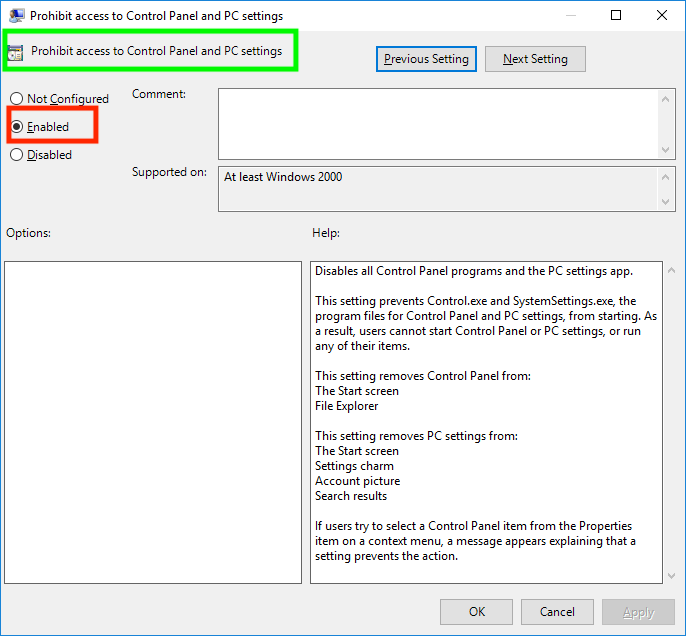 Prohibit access to Control Panel and PC settings
Prohibit access to Control Panel and PC settings
Previous Setting
Next Setting
Not Configured
Comment:
Enabled
Disabled
Supported on:
At least Windows 2000
Options:
Help:
Disables all Control Panel programs and the PC settings app.
This setting prevents Control.exe and SystemSettings.exe, the
program files for Control Panel and PC settings, from starting. As
a result, users cannot start Control Panel or PC settings, or run
any of their items.
This setting removes Control Panel from:
The Start screen
File Explorer
This setting removes PC settings from:
The Start screen
Settings charm
Account picture
Search results
If users try to select a Control Panel item from the Properties
item on a context menu, a message appears explaining that a
setting prevents the action.
OK
Cancel
Apply